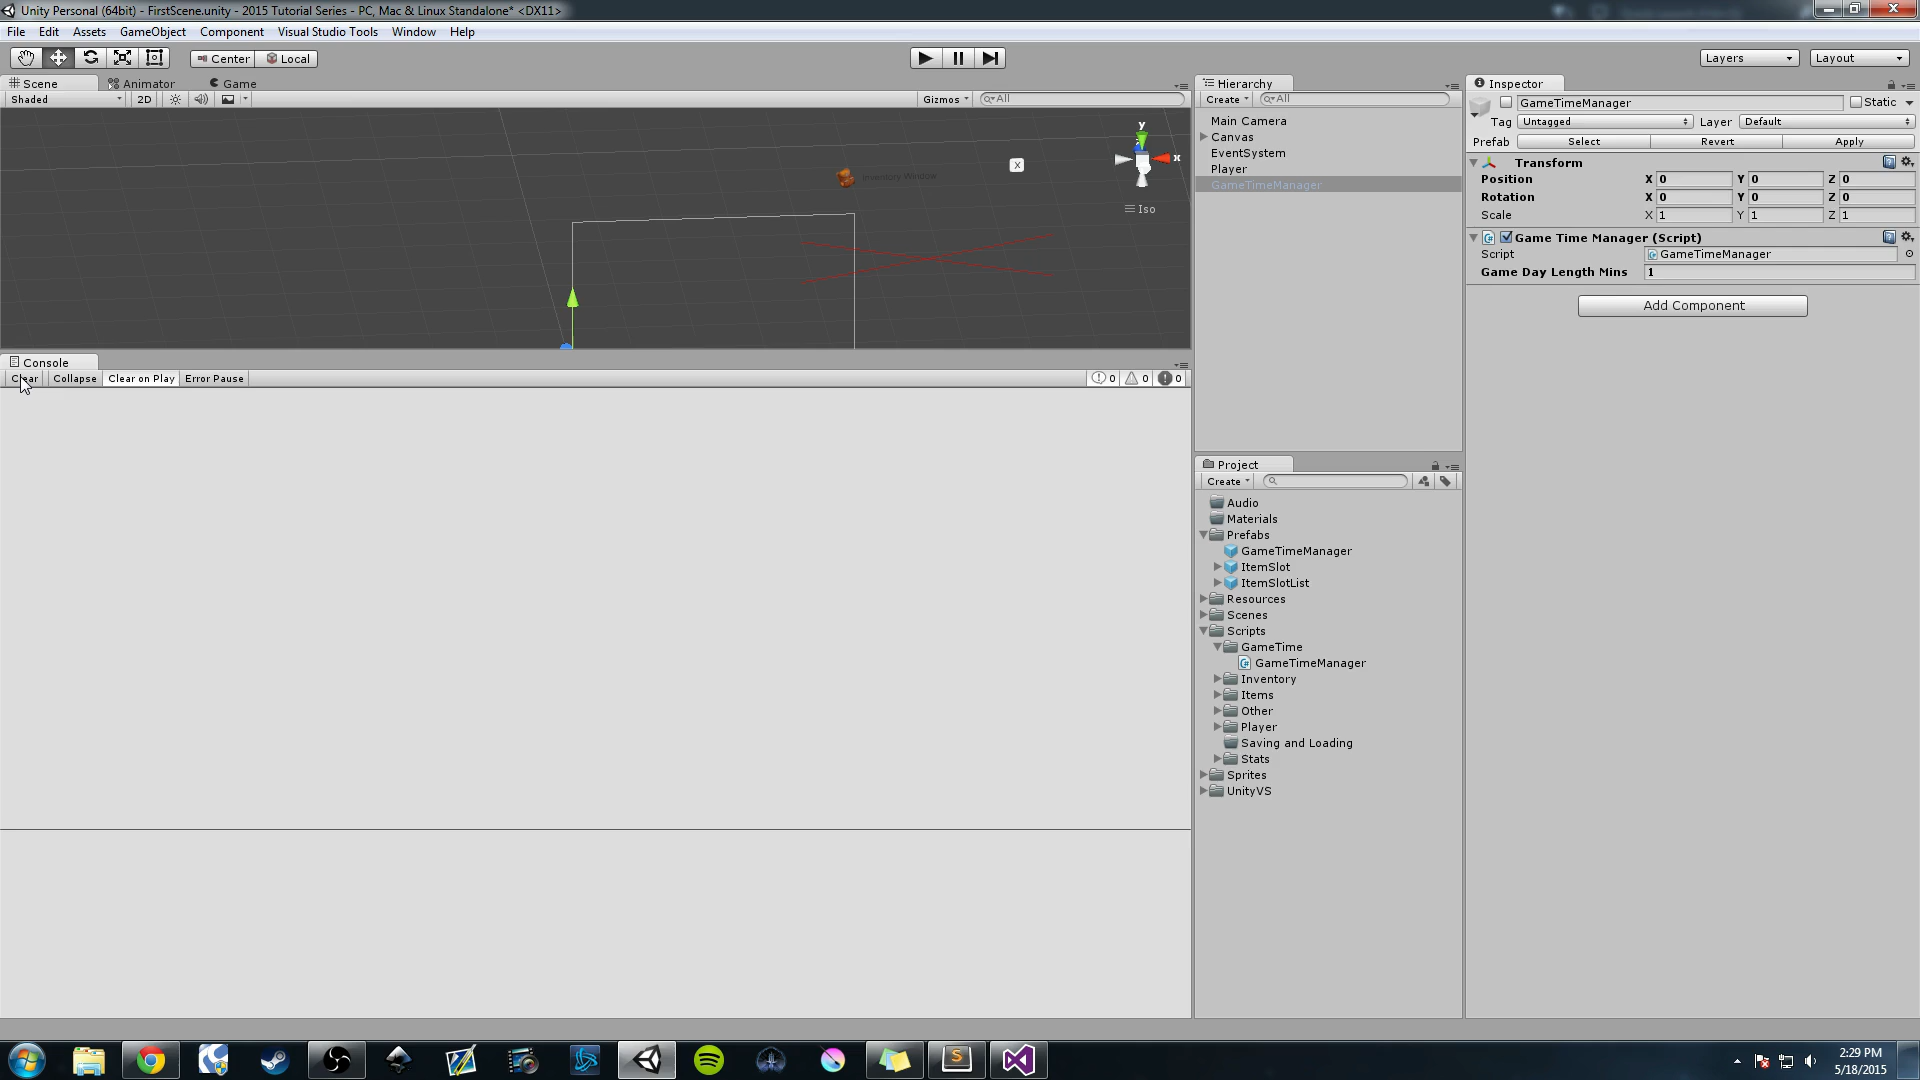 Unity Personal (64bit) - FirstScene.unity - 2015 Tutorial Series - PC, Mac & Linux Standalone* <DX11>
File Edit Assets GameObject Component Visual Studio Tools Window Help
Center Local Layers Layout
Scene Animator Game
Shaded 2D Gizmos All
y
x
X
Inventory Window
Iso
Console
Clear Collapse Clear on Play Error Pause 0 0 0
Hierarchy
Create All
Main Camera
Canvas
EventSystem
Player
GameTimeManager
Project
Create
Audio
Materials
Prefabs
GameTimeManager
ItemSlot
ItemSlotList
Resources
Scenes
Scripts
GameTime
GameTimeManager
Inventory
Items
Other
Player
Saving and Loading
Stats
Sprites
UnityVS
Inspector
GameTimeManager Static
Tag Untagged Layer Default
Prefab Select Revert Apply
Transform
Position X 0 Y 0 Z 0
Rotation X 0 Y 0 Z 0
Scale X 1 Y 1 Z 1
Game Time Manager (Script)
Script GameTimeManager
Game Day Length Mins 1
Add Component
2:29 PM
5/18/2015